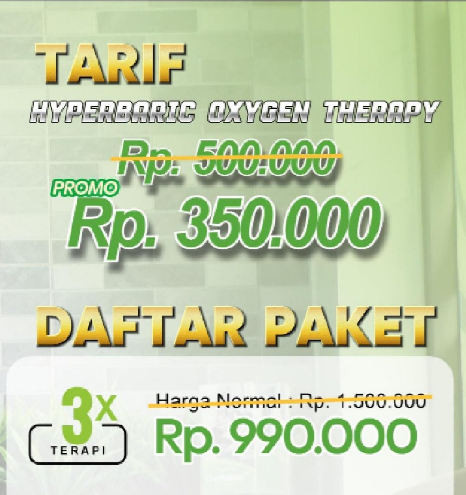 TARIF
HYPERBARIC OXYGEN THERAPY
Rp. 500.000
PROMO
Rp. 350.000
DAFTAR PAKET
3X
TERAPI
Harga Normal : Rp. 1.500.000
Rp. 990.000